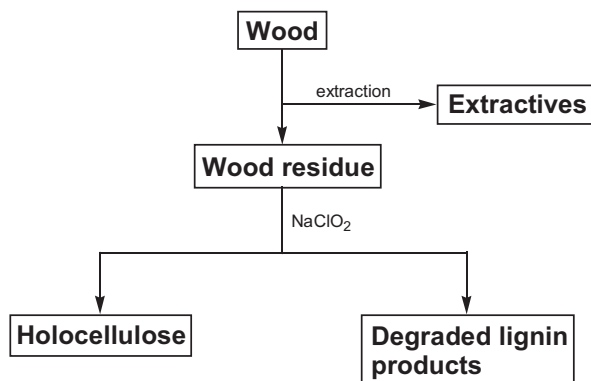 Wood
extraction
Extractives
Wood residue
NaClO₂
Holocellulose
Degraded lignin
products